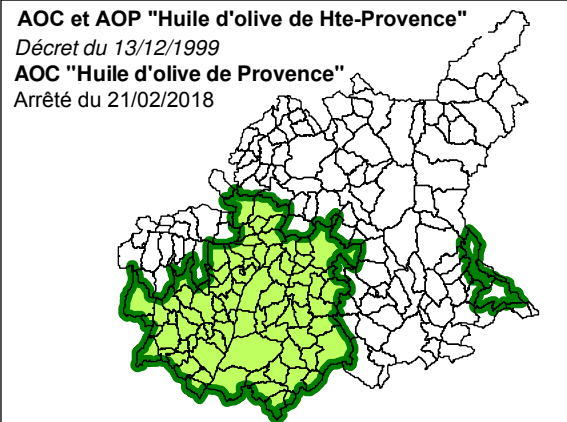 AOC et AOP "Huile d'olive de Hte-Provence"
Décret du 13/12/1999
AOC "Huile d'olive de Provence"
Arrêté du 21/02/2018